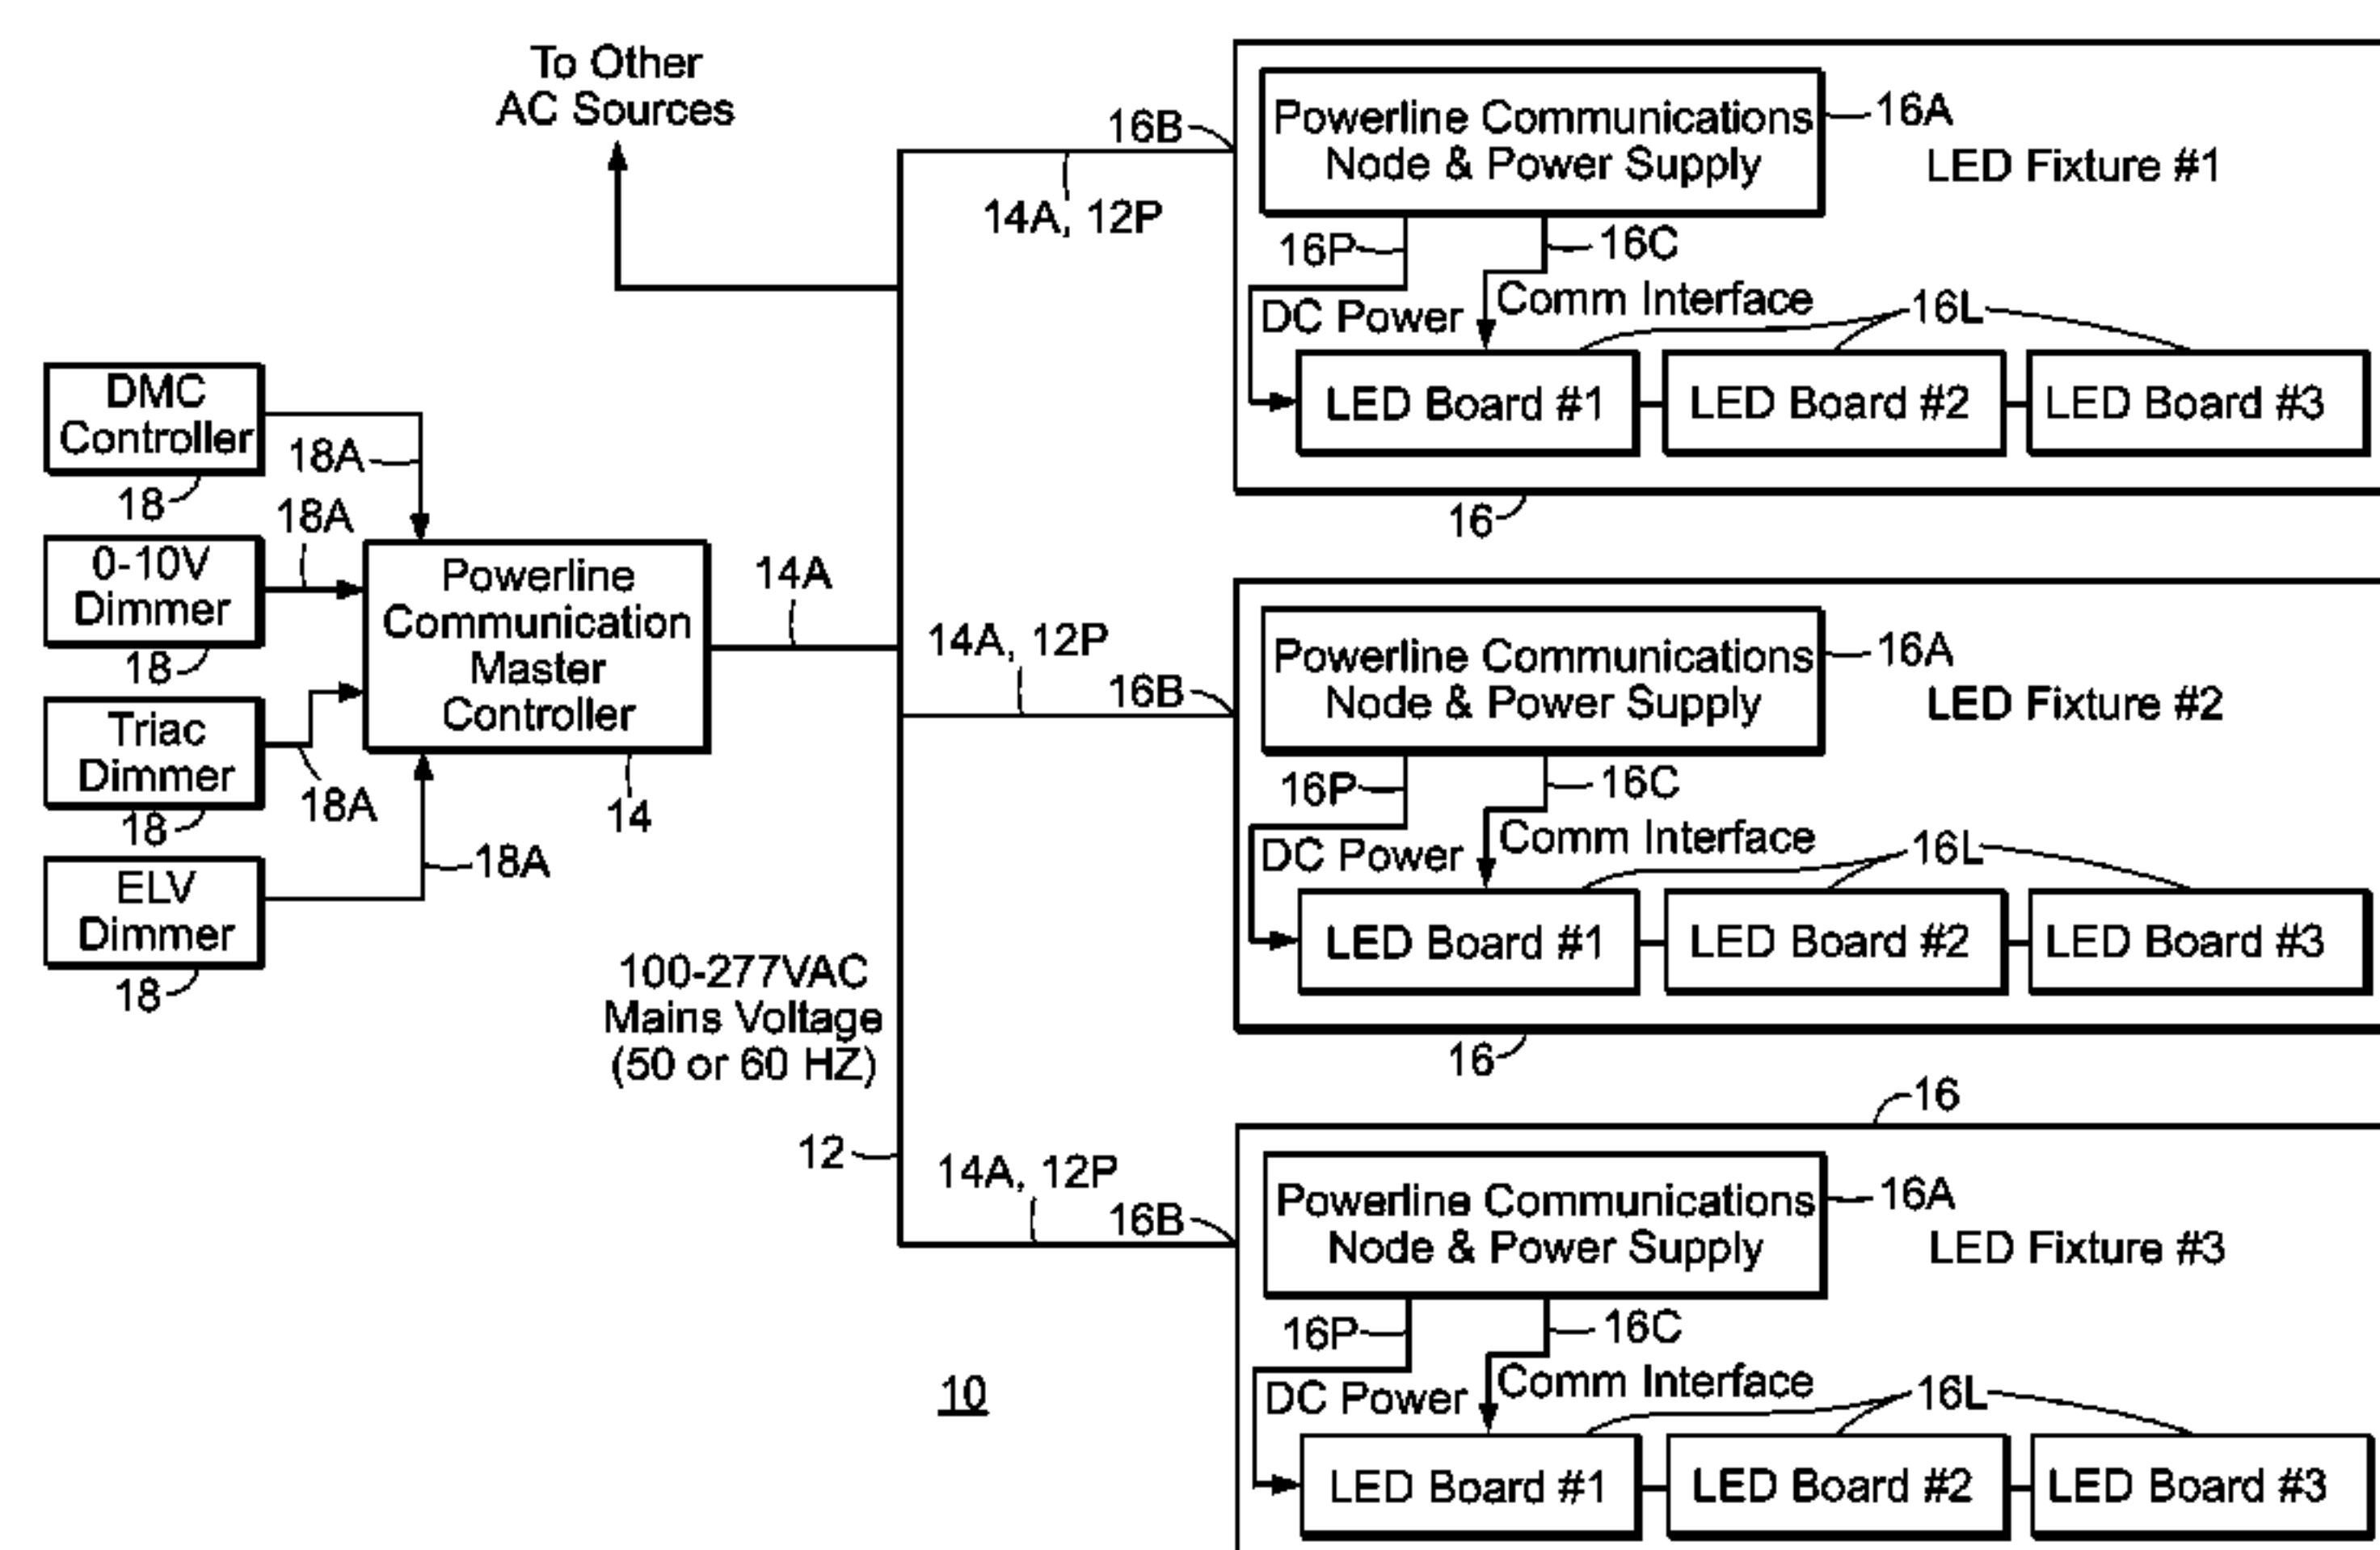 To Other
AC Sources
DMC
Controller
18A
18
0-10V
Dimmer
18A
18
Triac
Dimmer
18A
18
ELV
Dimmer
18A
18
Powerline
Communication
Master
Controller
14
14A
100-277VAC
Mains Voltage
(50 or 60 HZ)
12
10
14A, 12P
16B
Powerline Communications
Node & Power Supply
16A
LED Fixture #1
16P
16C
DC Power
Comm Interface
16L
LED Board #1
LED Board #2
LED Board #3
16
14A, 12P
16B
Powerline Communications
Node & Power Supply
16A
LED Fixture #2
16P
16C
DC Power
Comm Interface
16L
LED Board #1
LED Board #2
LED Board #3
16
16
14A, 12P
16B
Powerline Communications
Node & Power Supply
16A
LED Fixture #3
16P
16C
DC Power
Comm Interface
16L
LED Board #1
LED Board #2
LED Board #3